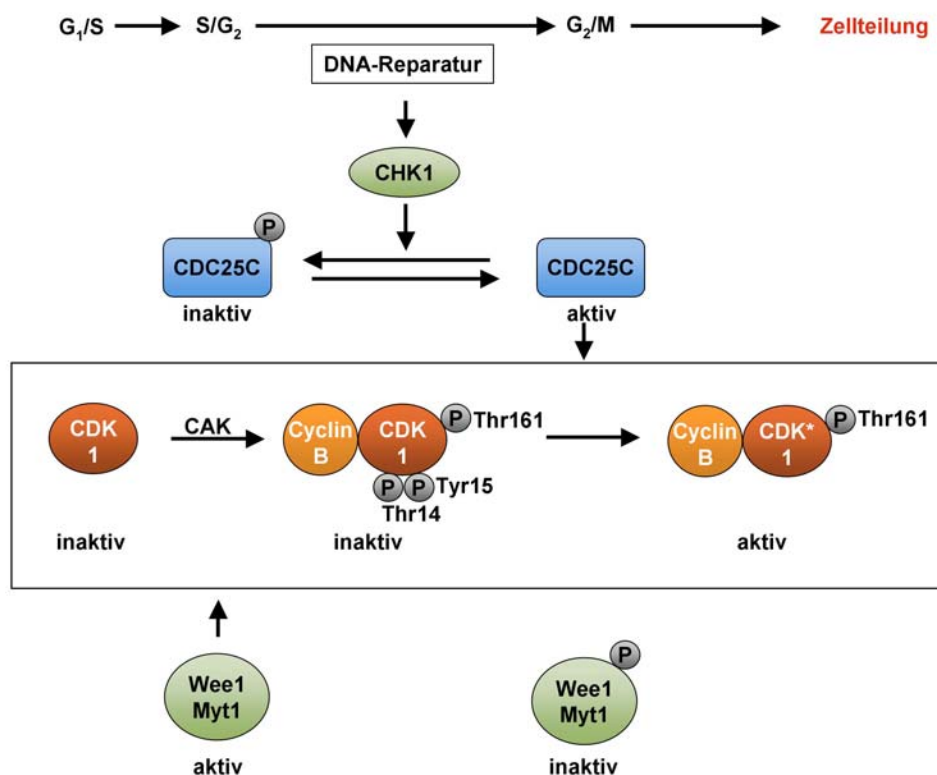 G1/S S/G2 G2/M Zellteilung
DNA-Reparatur
CHK1
P
CDC25C CDC25C
inaktiv aktiv
CDK
1
CAK
Cyclin
B
CDK
1
P Thr161
P P Tyr15
Thr14
Cyclin
B
CDK*
1
P Thr161
inaktiv inaktiv aktiv
Wee1
Myt1
aktiv
P
Wee1
Myt1
inaktiv